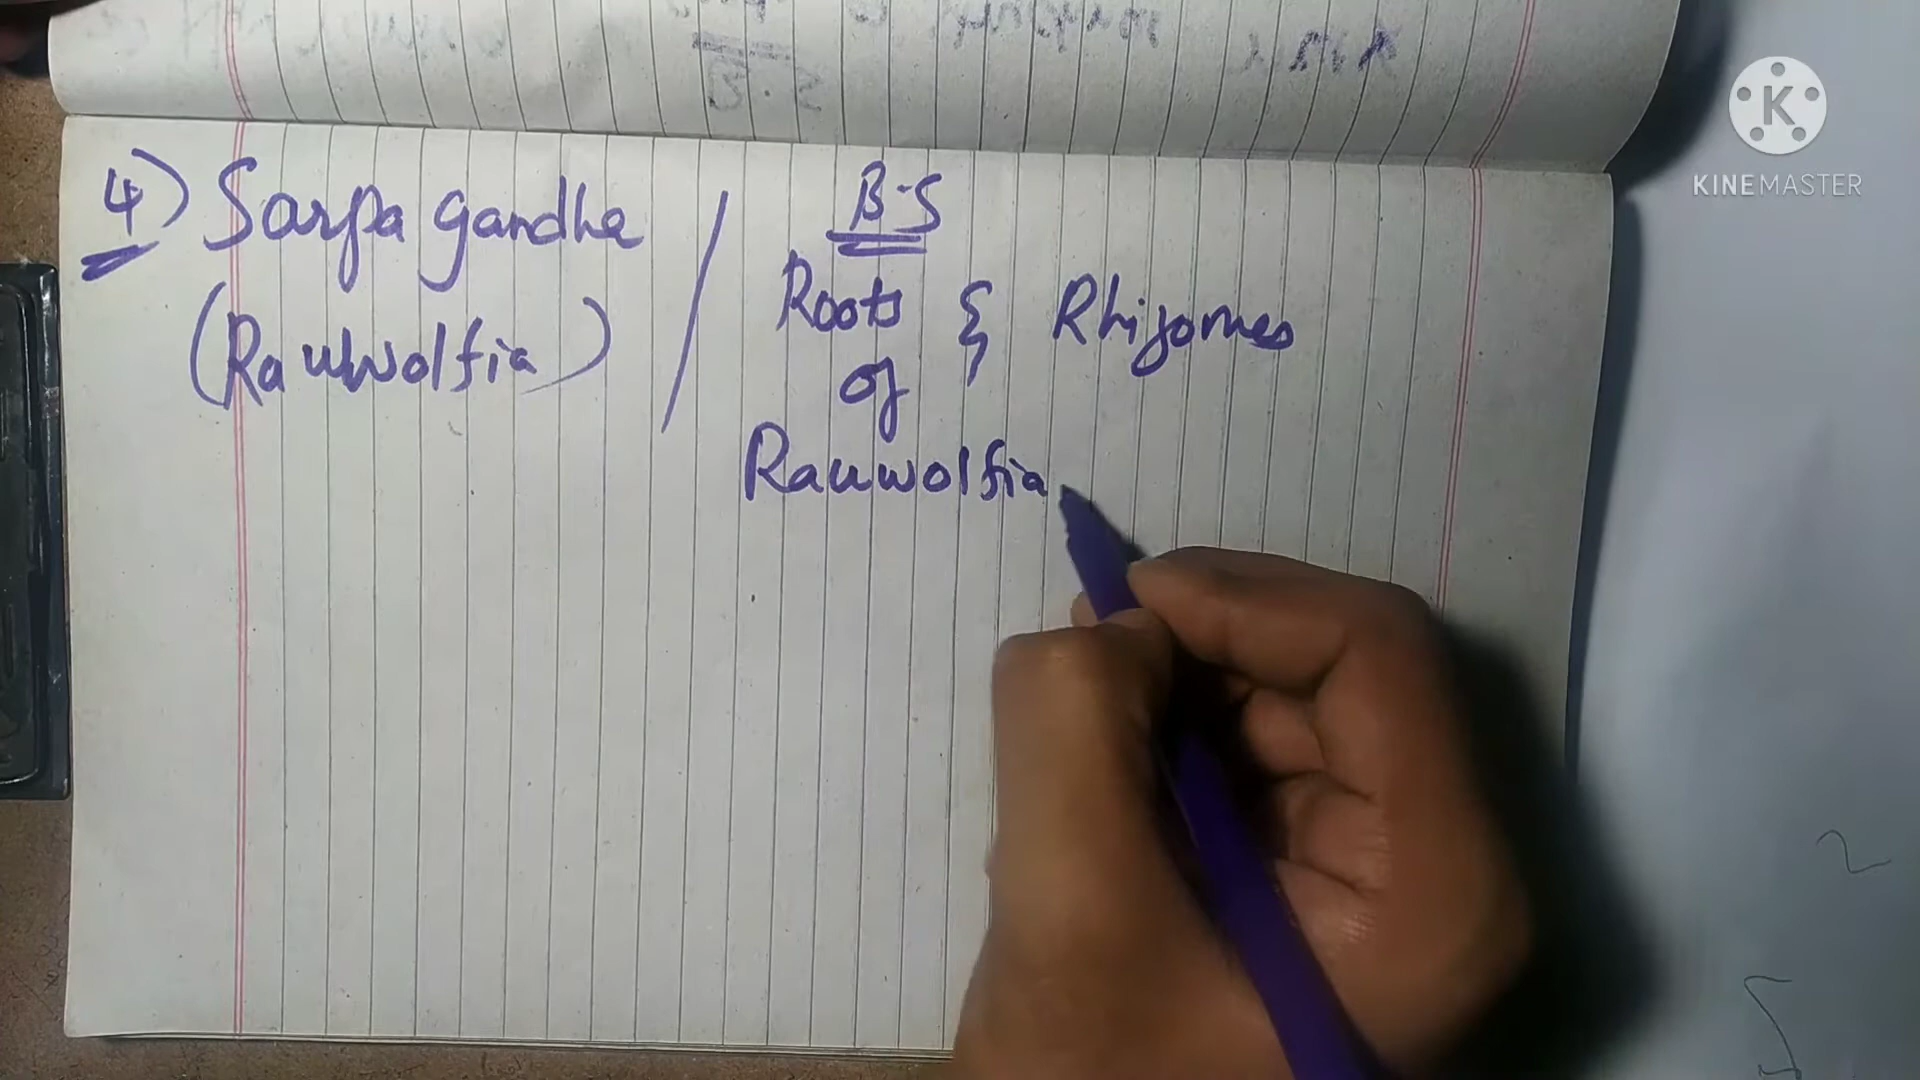 4) Sarpa gandha
(Rauwolfia)
B.S
Roots & Rhizomes
of
Rauwolfia
K
KINEMASTER